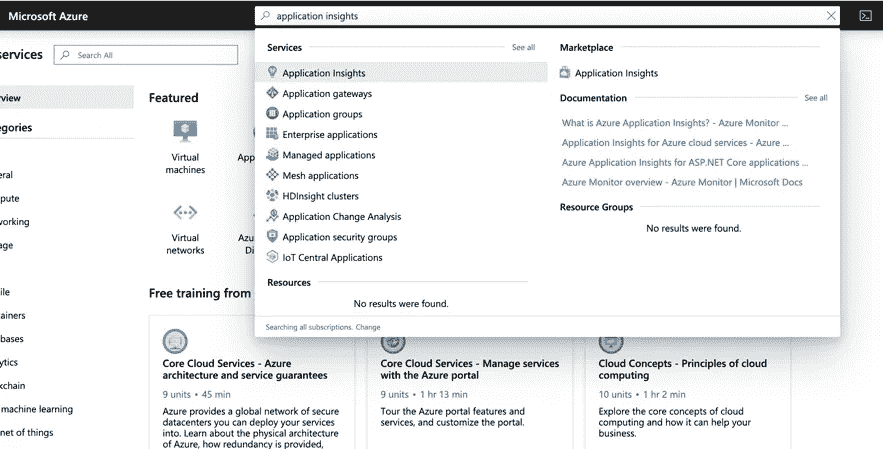 Microsoft Azure
application insights
services
Search All
Services
See all
Application Insights
Application gateways
Application groups
Enterprise applications
Managed applications
Mesh applications
HDInsight clusters
Application Change Analysis
Application security groups
IoT Central Applications
Resources
No results were found.
Searching all subscriptions. Change
Marketplace
Application Insights
Documentation
See all
What is Azure Application Insights? - Azure Monitor ...
Application Insights for Azure cloud services - Azure ...
Azure Application Insights for ASP.NET Core applications ...
Azure Monitor overview - Azure Monitor | Microsoft Docs
Resource Groups
No results were found.
rview
egories
eral
pute
working
age
ile
tainers
bases
ytics
kchain
machine learning
net of things
Featured
Virtual
machines
App
Virtual
networks
Azu
Di
Free training from
Core Cloud Services - Azure
architecture and service guarantees
9 units • 45 min
Azure provides a global network of secure
datacenters you can deploy your services
into. Learn about the physical architecture
of Azure, how redundancy is provided,
Core Cloud Services - Manage services
with the Azure portal
9 units • 1 hr 13 min
Tour the Azure portal features and
services, and customize the portal.
Cloud Concepts - Principles of cloud
computing
10 units • 1 hr 2 min
Explore the core concepts of cloud
computing and how it can help your
business.